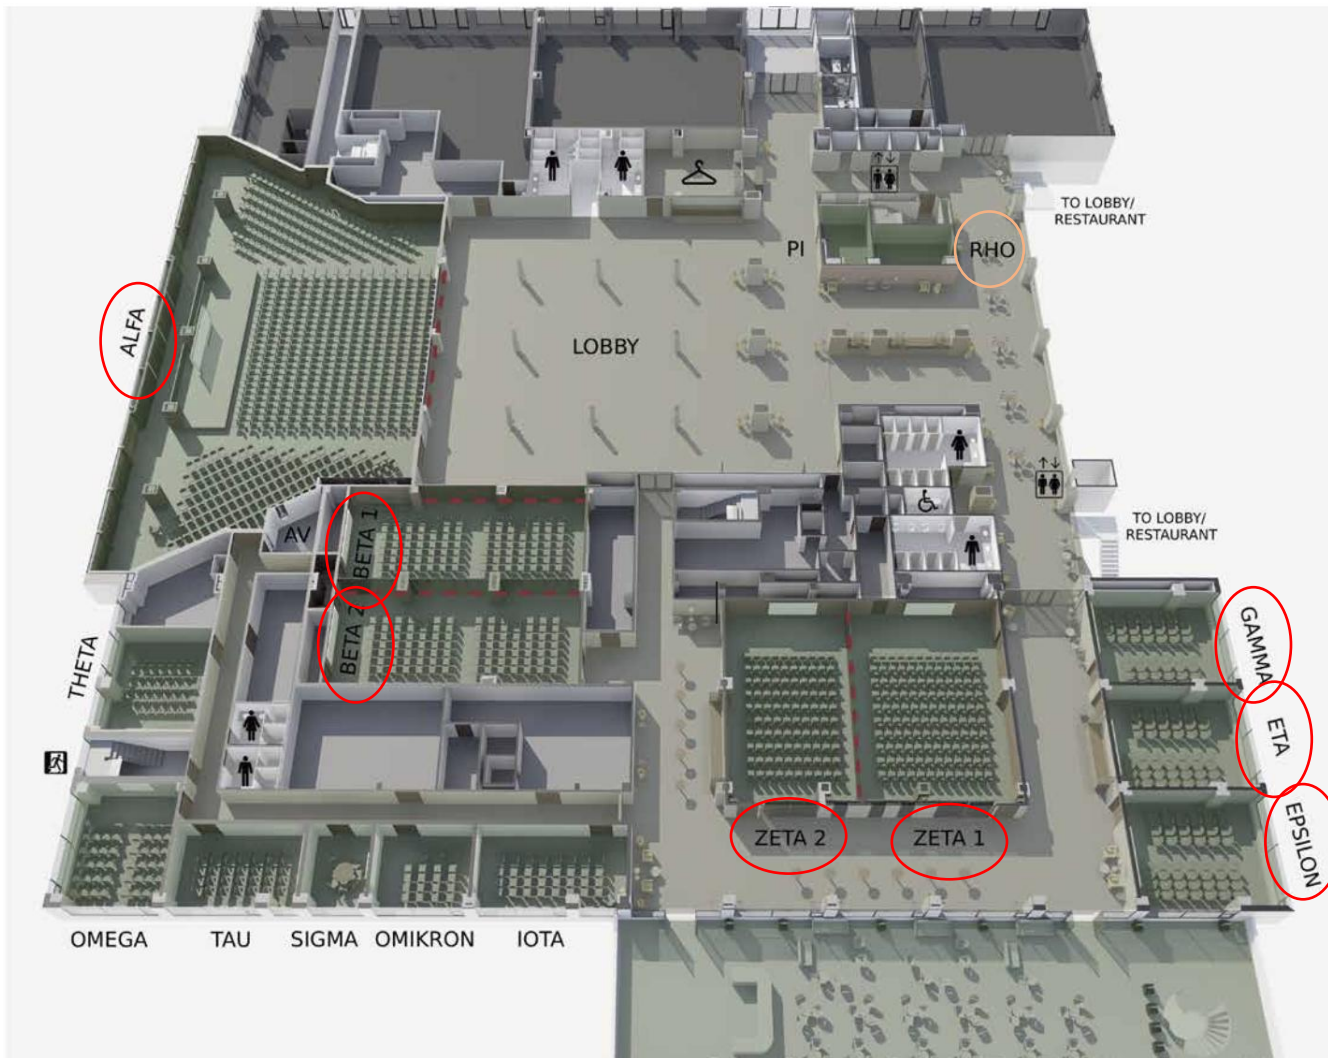 TO LOBBY/
RESTAURANT
PI
RHO
ALFA
LOBBY
AV
BETA 1
TO LOBBY/
RESTAURANT
BETA 2
THETA
GAMMA
ETA
ZETA 2
ZETA 1
EPSILON
OMEGA
TAU
SIGMA
OMIKRON
IOTA